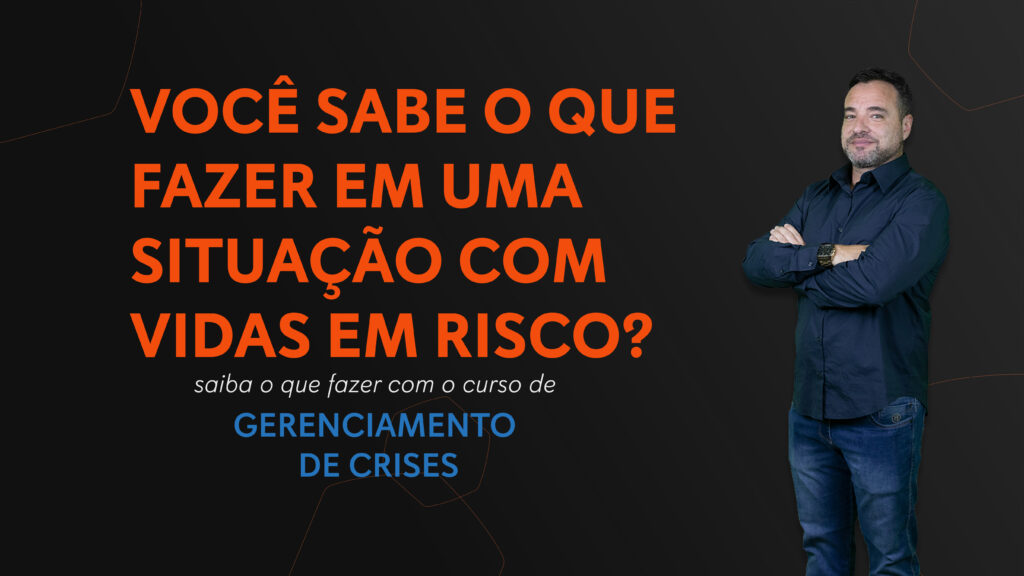 VOCÊ SABE O QUE
FAZER EM UMA
SITUAÇÃO COM
VIDAS EM RISCO?
saiba o que fazer com o curso de
GERENCIAMENTO
DE CRISES